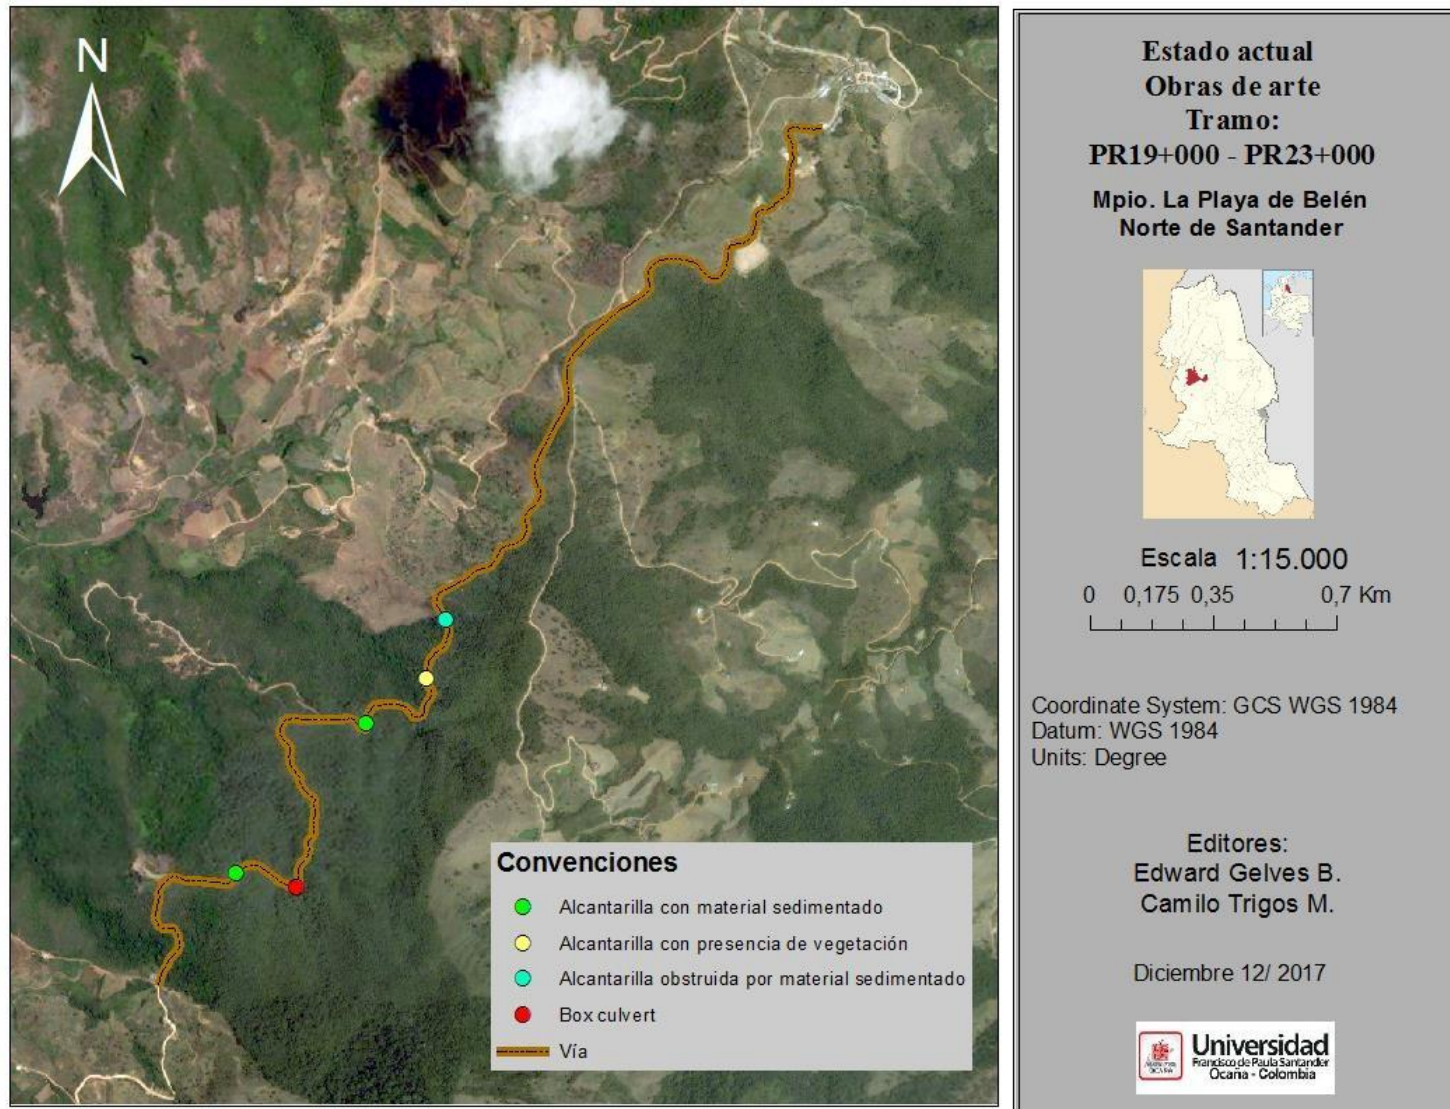 N
Convenciones
Alcantarilla con material sedimentado
Alcantarilla con presencia de vegetación
Alcantarilla obstruida por material sedimentado
Box culvert
Vía
Estado actual
Obras de arte
Tramo:
PR19+000 - PR23+000
Mpio. La Playa de Belén
Norte de Santander
Escala 1:15.000
0 0,175 0,35 0,7 Km
Coordinate System: GCS WGS 1984
Datum: WGS 1984
Units: Degree
Editores:
Edward Gelves B.
Camilo Trigos M.
Diciembre 12/ 2017
Universidad
Francisco de Paula Santander
Ocaña - Colombia